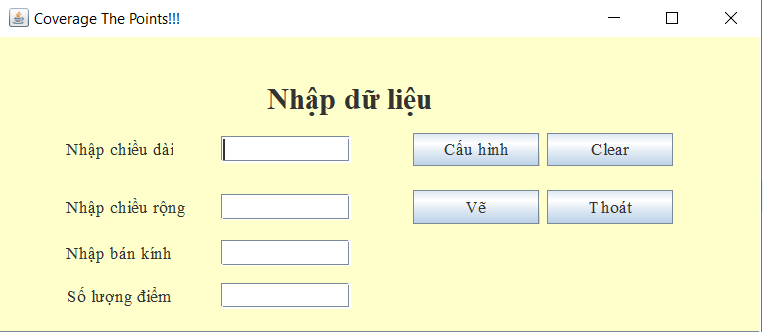 Coverage The Points!!!
Nhập dữ liệu
Nhập chiều dài
Cấu hình
Clear
Nhập chiều rộng
Vẽ
Thoát
Nhập bán kính
Số lượng điểm